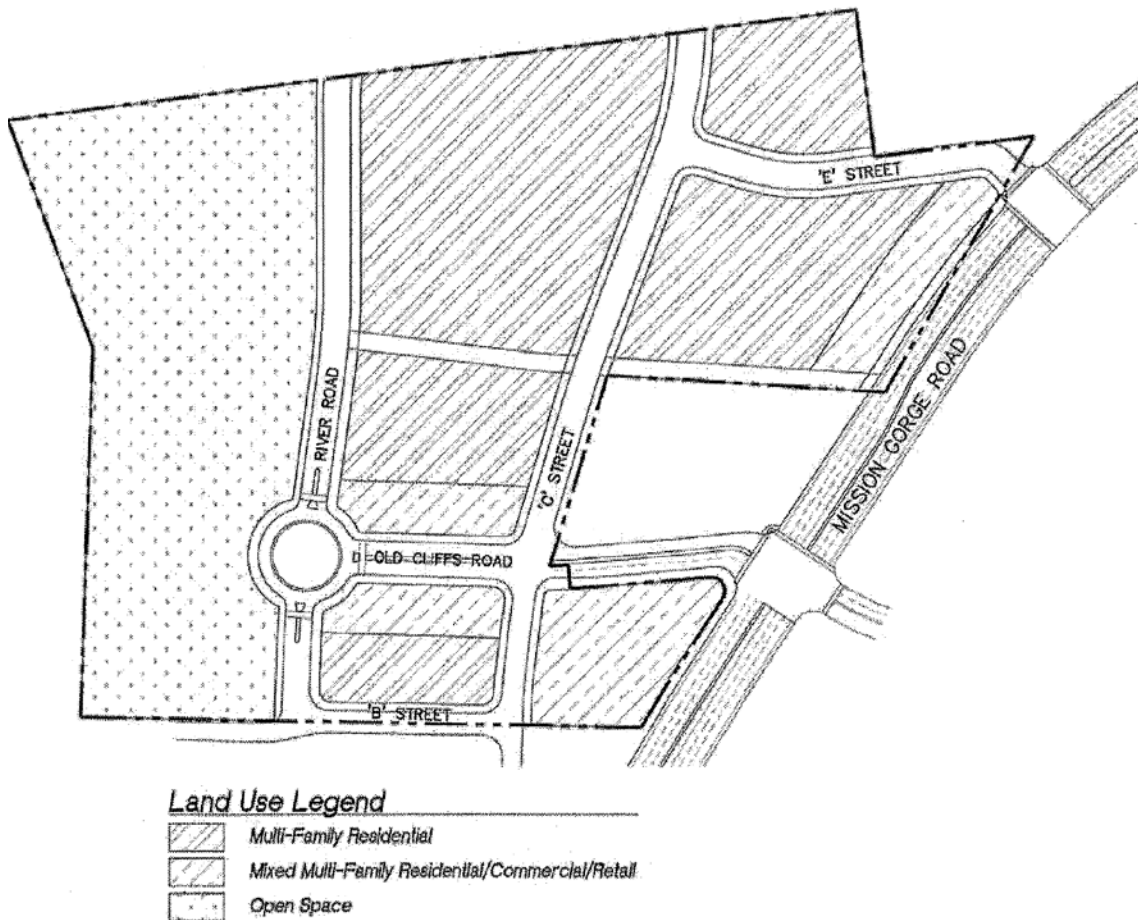 'E' STREET
RIVER ROAD
'C' STREET
MISSION GORGE ROAD
OLD CLIFFS ROAD
'B' STREET
Land Use Legend
Multi-Family Residential
Mixed Multi-Family Residential/Commercial/Retail
Open Space